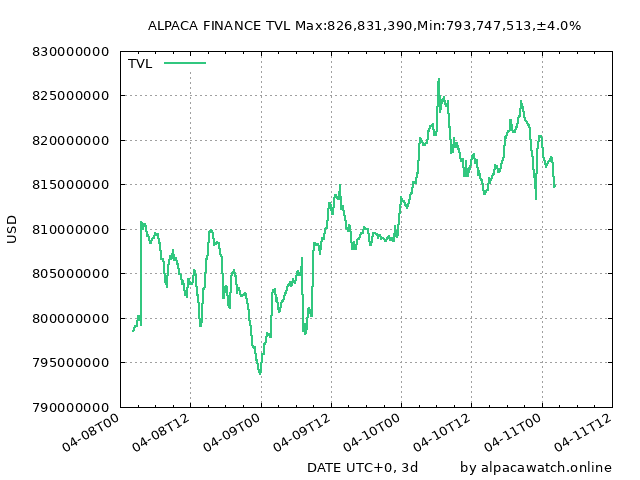 ALPACA FINANCE TVL Max:826,831,390,Min:793,747,513,±4.0%
830000000
TVL
825000000
820000000
815000000
810000000
805000000
800000000
795000000
790000000
USD
04-08T00
04-08T12
04-09T00
04-09T12
04-10T00
04-10T12
04-11T00
04-11T12
DATE UTC+0, 3d
by alpacawatch.online